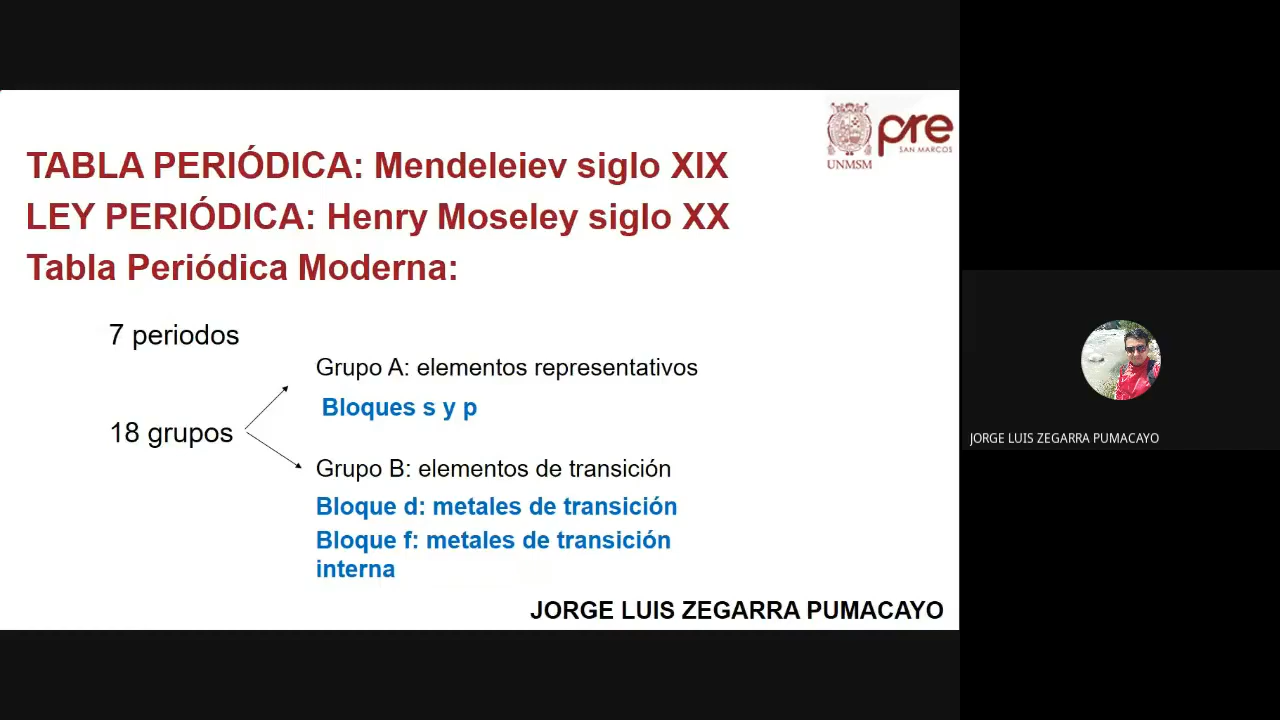 pre
SAN MARCOS
UNMSM
TABLA PERIÓDICA: Mendeleiev siglo XIX
LEY PERIÓDICA: Henry Moseley siglo XX
Tabla Periódica Moderna:
7 periodos
Grupo A: elementos representativos
Bloques s y p
18 grupos
Grupo B: elementos de transición
Bloque d: metales de transición
Bloque f: metales de transición
interna
JORGE LUIS ZEGARRA PUMACAYO
JORGE LUIS ZEGARRA PUMACAYO